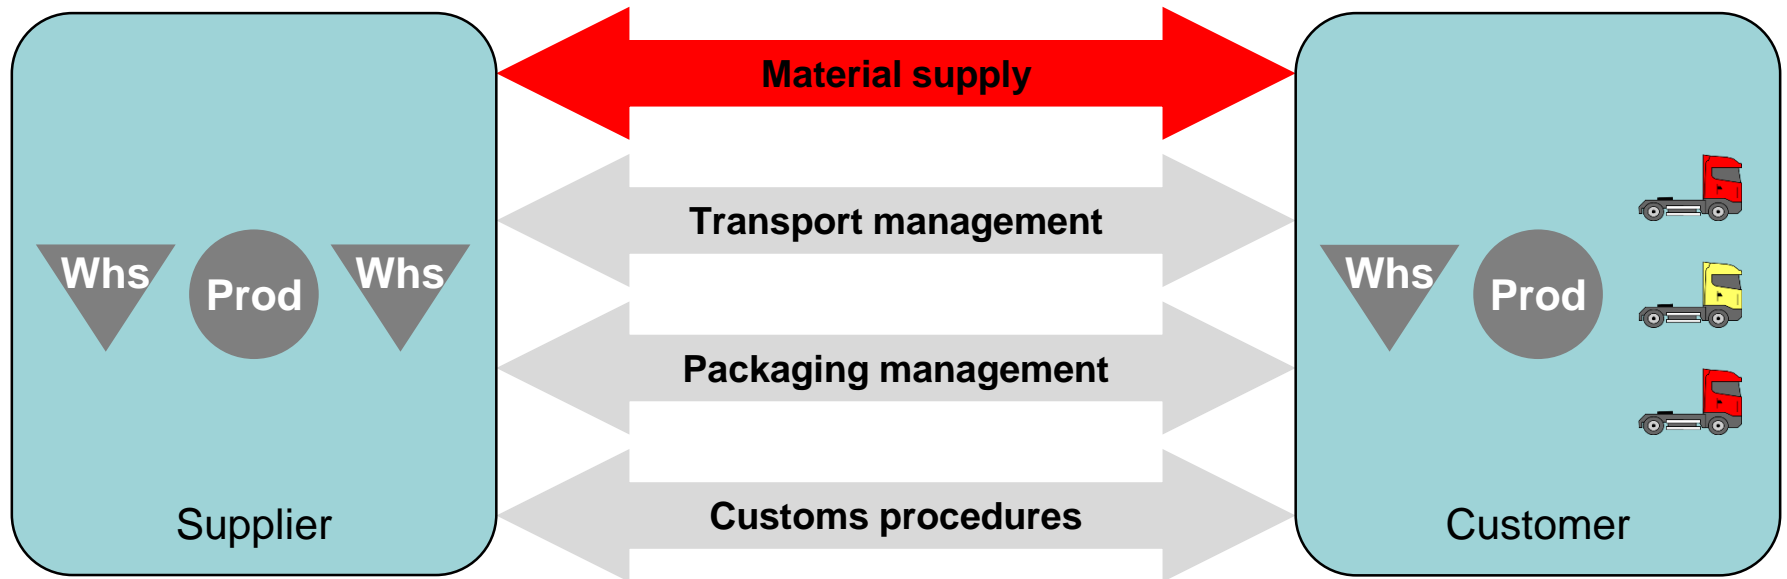 Material supply
Transport management
Whs
Prod
Whs
Whs
Prod
Packaging management
Supplier
Customs procedures
Customer